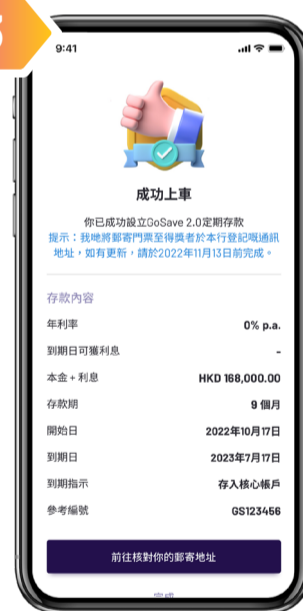 9:41
成功上車
你已成功設立GoSave 2.0定期存款
提示：我哋將郵寄門票至得獎者於本行登記嘅通訊
地址，如有更新，請於2022年11月13日前完成。
存款內容
年利率 0% p.a.
到期日可獲利息 -
本金 + 利息 HKD 168,000.00
存款期 9 個月
開始日 2022年10月17日
到期日 2023年7月17日
到期指示 存入核心帳戶
參考編號 GS123456
前往核對你的郵寄地址